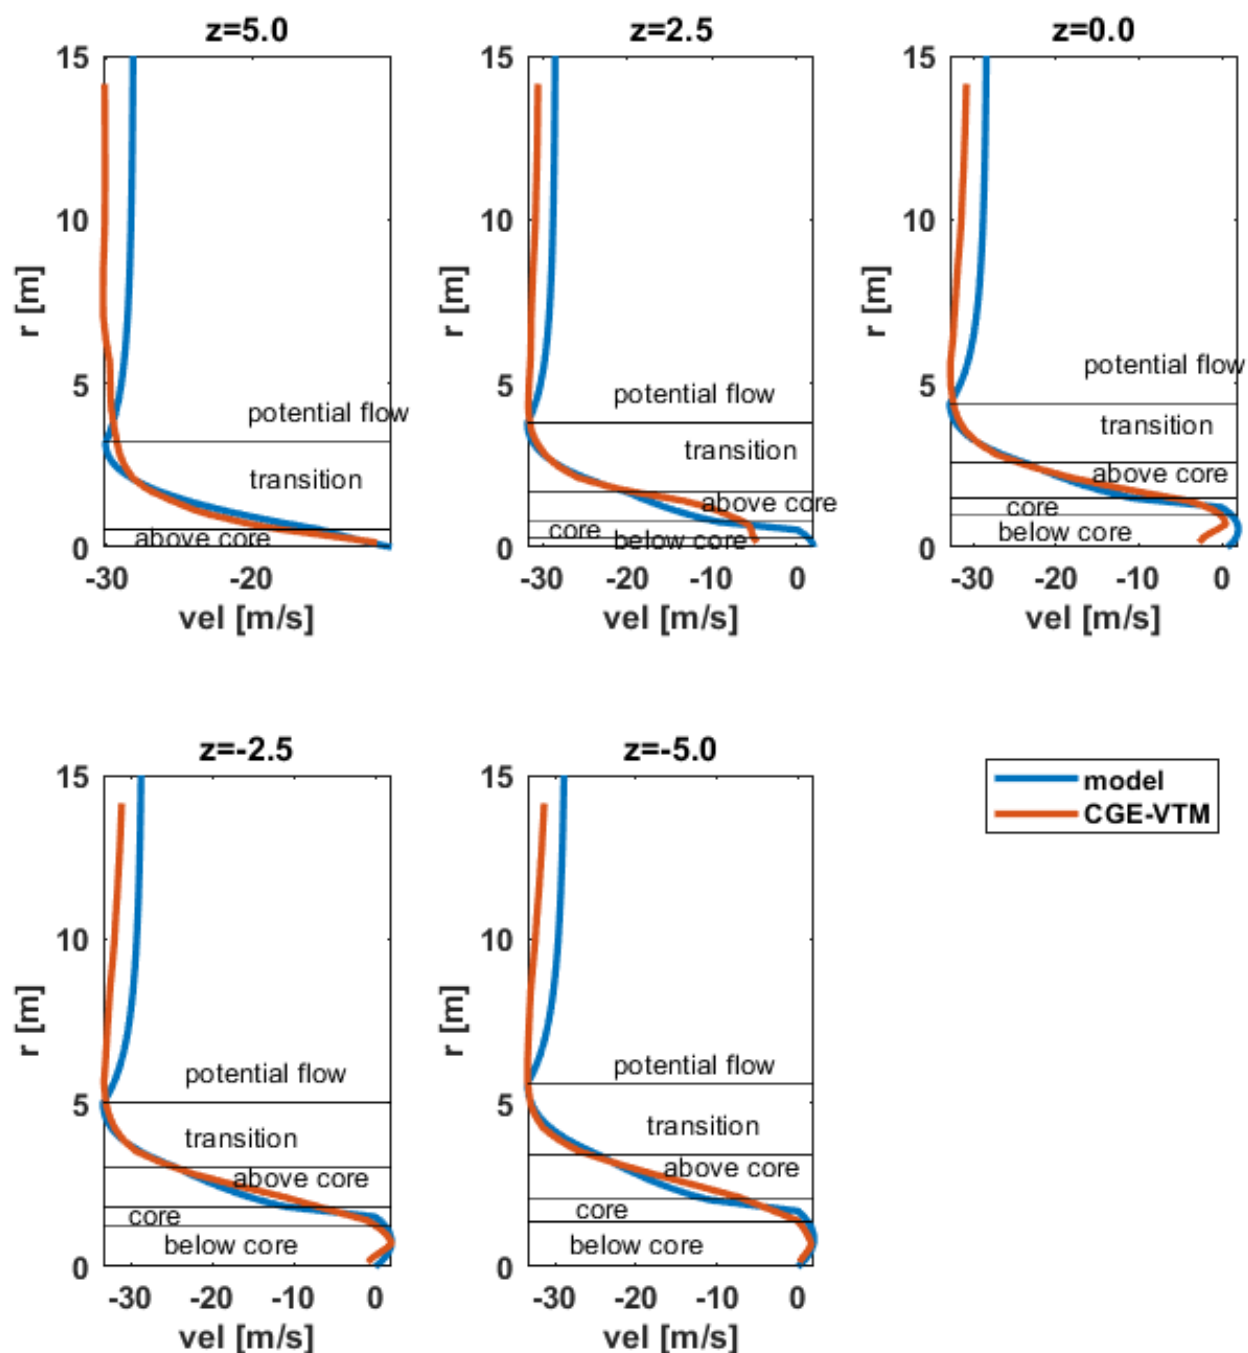 z=5.0
15
10
5
0
r [m]
potential flow
transition
above core
-30
-20
vel [m/s]
z=2.5
15
10
5
0
r [m]
potential flow
transition
above core
core
below core
-30
-20
-10
0
vel [m/s]
z=0.0
15
10
5
0
r [m]
potential flow
transition
above core
core
below core
-30
-20
-10
0
vel [m/s]
z=-2.5
15
10
5
0
r [m]
potential flow
transition
above core
core
below core
-30
-20
-10
0
vel [m/s]
z=-5.0
15
10
5
0
r [m]
potential flow
transition
above core
core
below core
-30
-20
-10
0
vel [m/s]
model
CGE-VTM